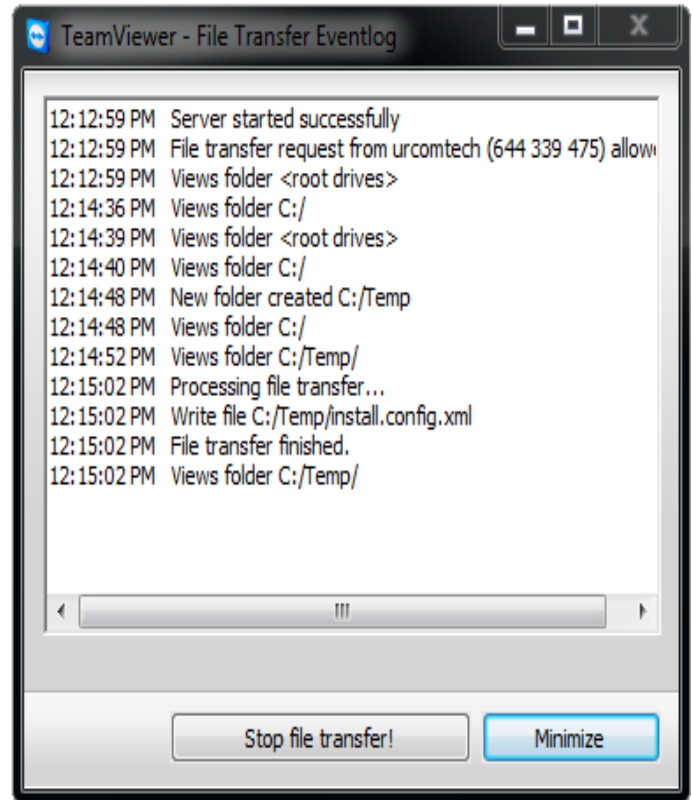 TeamViewer - File Transfer Eventlog
12:12:59 PM Server started successfully
12:12:59 PM File transfer request from urcomtech (644 339 475) allow
12:12:59 PM Views folder <root drives>
12:14:36 PM Views folder C:/
12:14:39 PM Views folder <root drives>
12:14:40 PM Views folder C:/
12:14:48 PM New folder created C:/Temp
12:14:48 PM Views folder C:/
12:14:52 PM Views folder C:/Temp/
12:15:02 PM Processing file transfer...
12:15:02 PM Write file C:/Temp/install.config.xml
12:15:02 PM File transfer finished.
12:15:02 PM Views folder C:/Temp/
Stop file transfer! Minimize